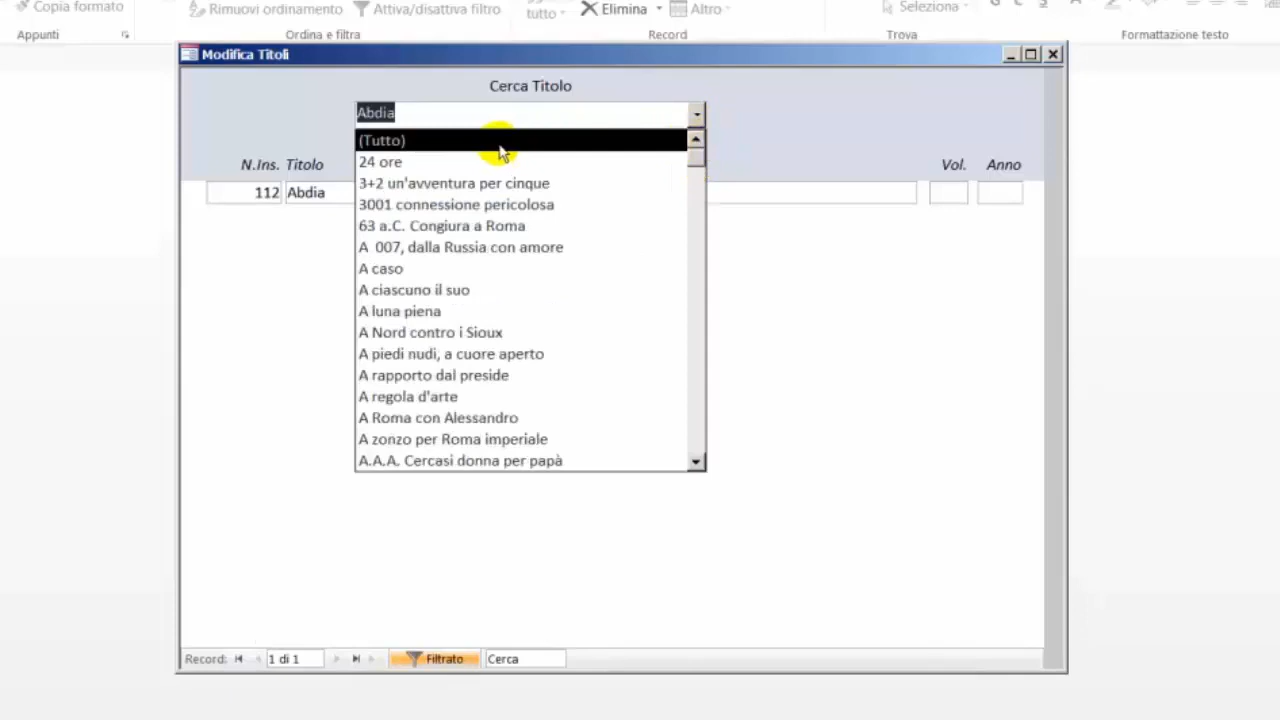 Copia formato
Rimuovi ordinamento
Attiva/disattiva filtro
tutto
Elimina
Altro
Seleziona
Appunti
Ordina e filtra
Record
Trova
Formattazione testo
Modifica Titoli
Cerca Titolo
Abdia
(Tutto)
24 ore
3+2 un'avventura per cinque
3001 connessione pericolosa
63 a.C. Congiura a Roma
A 007, dalla Russia con amore
A caso
A ciascuno il suo
A luna piena
A Nord contro i Sioux
A piedi nudi, a cuore aperto
A rapporto dal preside
A regola d'arte
A Roma con Alessandro
A zonzo per Roma imperiale
A.A.A. Cercasi donna per papà
N.Ins. Titolo
Vol. Anno
112 Abdia
Record: 1 di 1 Filtrato Cerca